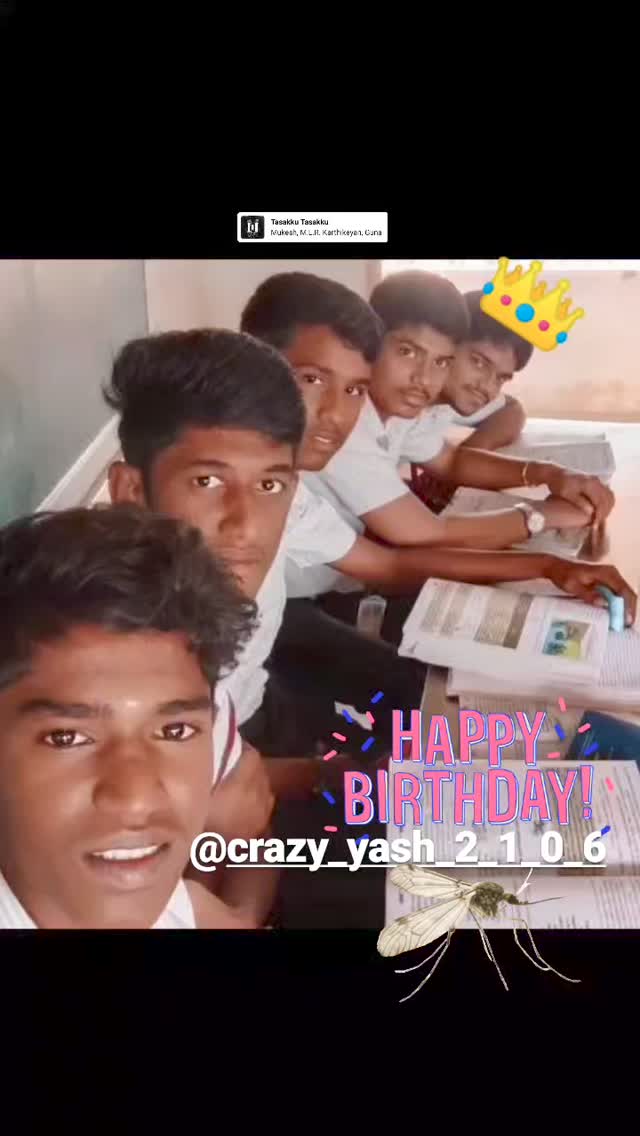 Tasakku Tasakku
Mukesh, M.L.R. Karthikeyan, Guna
HAPPY
BIRTHDAY!
@crazy_yash_2_1_0_6